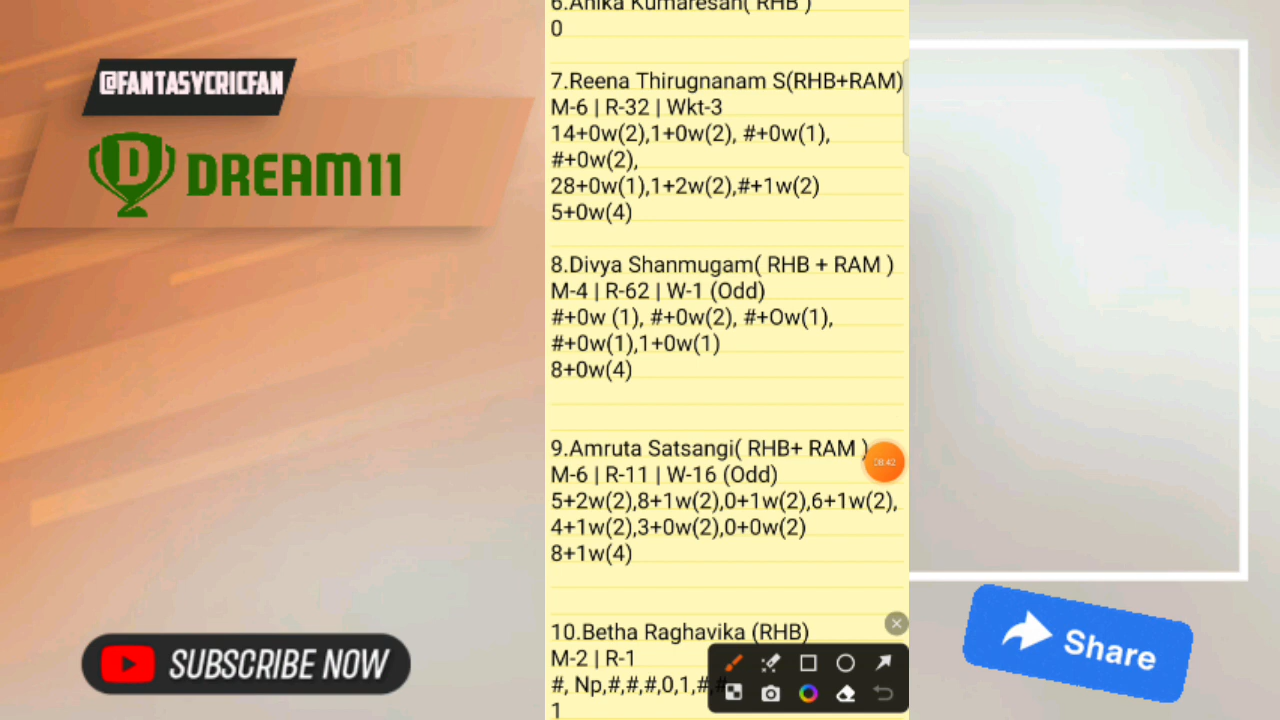 @FANTASYCRICFAN
DREAM11
6.Anika Kumaresan( RHB )
0
7.Reena Thirugnanam S(RHB+RAM)
M-6 | R-32 | Wkt-3
14+0w(2),1+0w(2), #+0w(1),
#+0w(2),
28+0w(1),1+2w(2),#+1w(2)
5+0w(4)
8.Divya Shanmugam( RHB + RAM )
M-4 | R-62 | W-1 (Odd)
#+0w (1), #+0w(2), #+Ow(1),
#+0w(1),1+0w(1)
8+0w(4)
9.Amruta Satsangi( RHB+ RAM )
M-6 | R-11 | W-16 (Odd)
5+2w(2),8+1w(2),0+1w(2),6+1w(2),
4+1w(2),3+0w(2),0+0w(2)
8+1w(4)
10.Betha Raghavika (RHB)
M-2 | R-1
#, Np,#,#,#,0,1,#,#
1
SUBSCRIBE NOW
Share